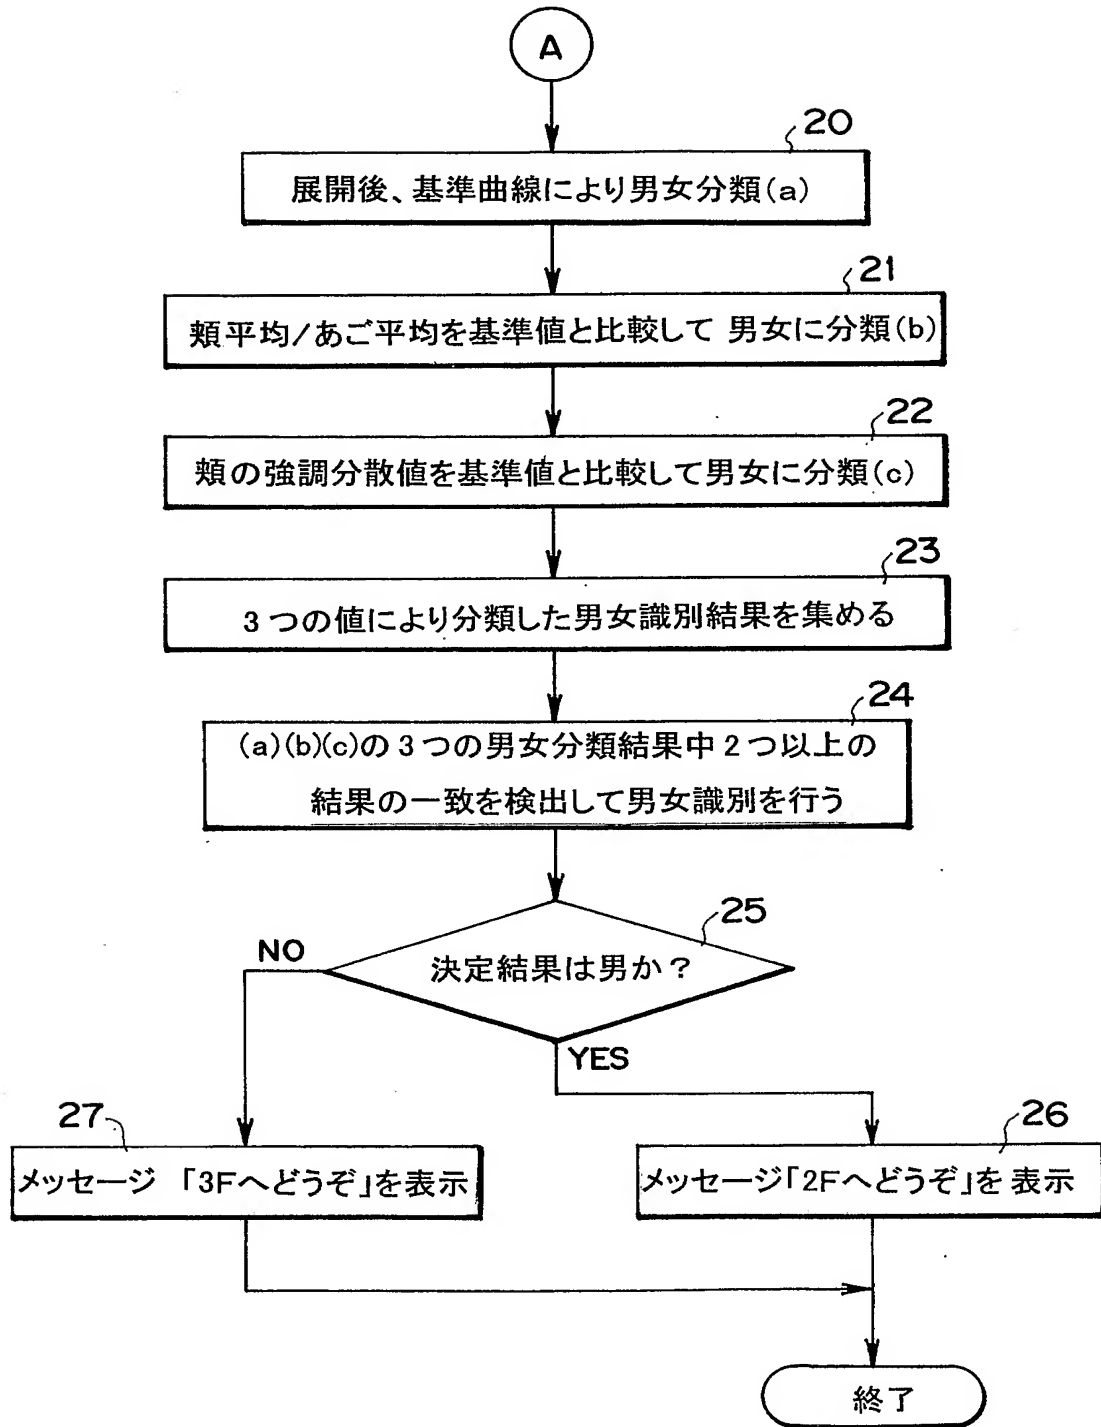 A
20
展開後、基準曲線により男女分類(a)
21
頬平均/あご平均を基準値と比較して 男女に分類(b)
22
頬の強調分散値を基準値と比較して男女に分類(c)
23
3つの値により分類した男女識別結果を集める
24
(a)(b)(c)の3つの男女分類結果中2つ以上の
結果の一致を検出して男女識別を行う
25
決定結果は男か?
NO
YES
27
メッセージ 「3Fへどうぞ」を表示
26
メッセージ「2Fへどうぞ」を 表示
終了